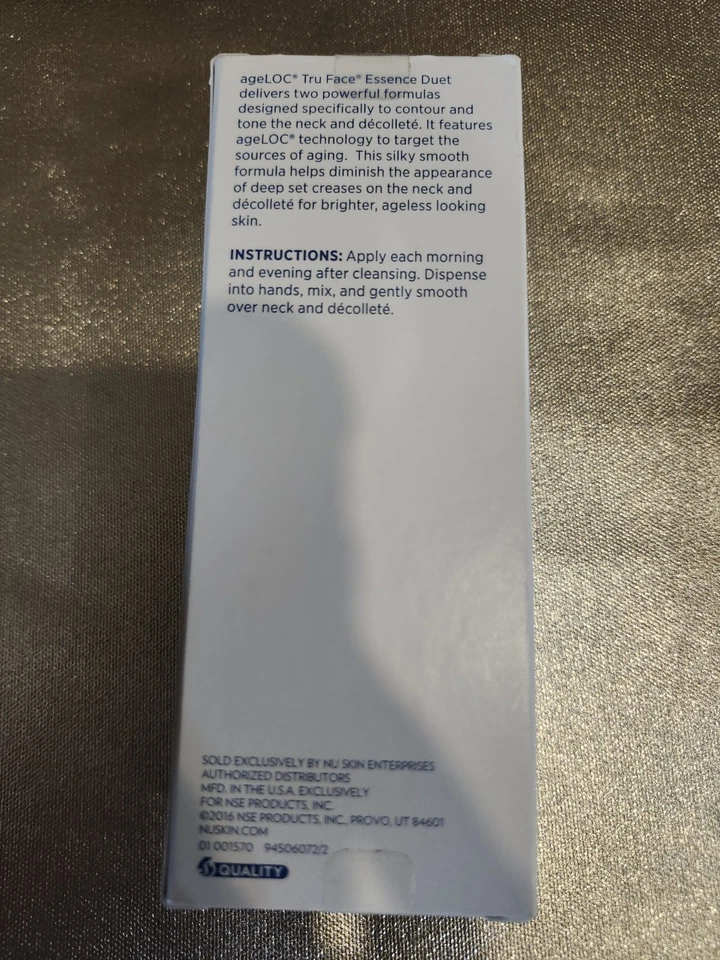 ageLOC® Tru Face® Essence Duet
delivers two powerful formulas
designed specifically to contour and
tone the neck and décolleté. It features
ageLOC® technology to target the
sources of aging. This silky smooth
formula helps diminish the appearance
of deep set creases on the neck and
décolleté for brighter, ageless looking
skin.
INSTRUCTIONS: Apply each morning
and evening after cleansing. Dispense
into hands, mix, and gently smooth
over neck and décolleté.
SOLD EXCLUSIVELY BY NU SKIN ENTERPRISES
AUTHORIZED DISTRIBUTORS
MFD. IN THE U.S.A. EXCLUSIVELY
FOR NSE PRODUCTS, INC.
©2016 NSE PRODUCTS, INC., PROVO, UT 84601
NUSKIN.COM
01 001570 94506072/2
6S QUALITY